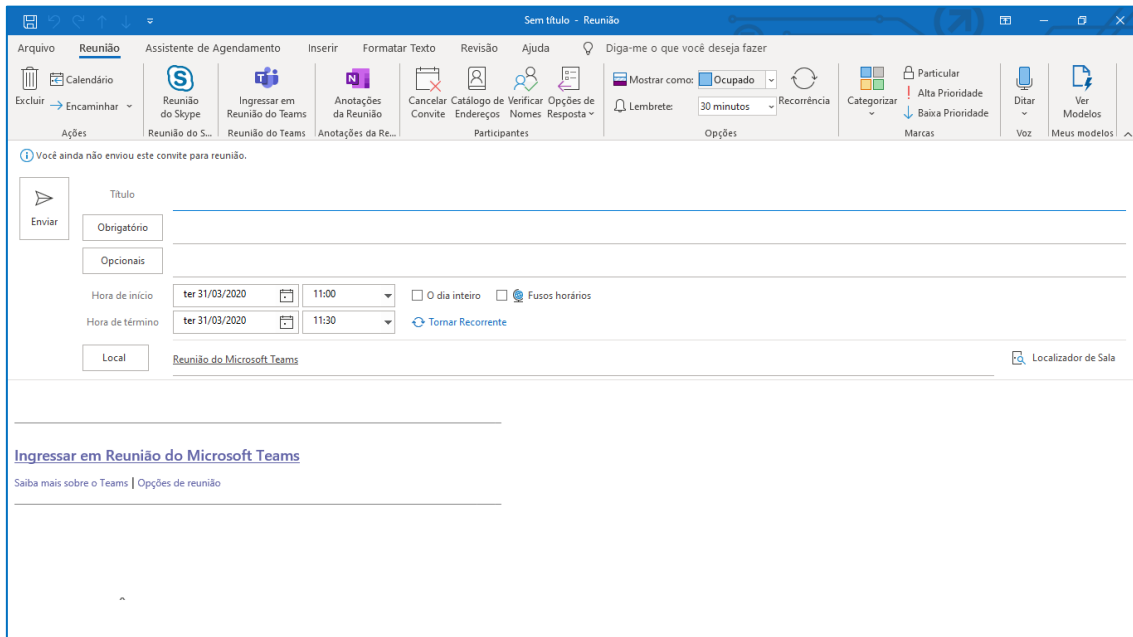 Sem título - Reunião
Arquivo Reunião Assistente de Agendamento Inserir Formatar Texto Revisão Ajuda Diga-me o que você deseja fazer
Excluir
Calendário
Encaminhar
Ações
Reunião do Skype
Reunião do S...
Ingressar em Reunião do Teams
Reunião do Teams
Anotações da Reunião
Anotações da Re...
Cancelar Convite
Catálogo de Endereços
Verificar Nomes
Opções de Resposta
Participantes
Mostrar como: Ocupado
Lembrete: 30 minutos
Recorrência
Opções
Categorizar
Particular
Alta Prioridade
Baixa Prioridade
Marcas
Ditar
Voz
Ver Modelos
Meus modelos
Você ainda não enviou este convite para reunião.
Enviar
Título
Obrigatório
Opcionais
Hora de início ter 31/03/2020 11:00 O dia inteiro Fusos horários
Hora de término ter 31/03/2020 11:30 Tornar Recorrente
Local Reunião do Microsoft Teams Localizador de Sala
Ingressar em Reunião do Microsoft Teams
Saiba mais sobre o Teams | Opções de reunião